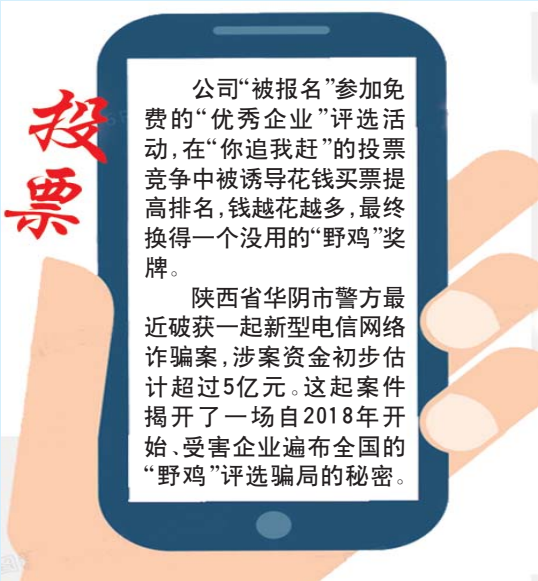 投票
公司“被报名”参加免
费的“优秀企业”评选活
动,在“你追我赶”的投票
竞争中被诱导花钱买票提
高排名,钱越花越多,最终
换得一个没用的“野鸡”奖
牌。
陕西省华阴市警方最
近破获一起新型电信网络
诈骗案,涉案资金初步估
计超过5亿元。这起案件
揭开了一场自2018年开
始、受害企业遍布全国的
“野鸡”评选骗局的秘密。